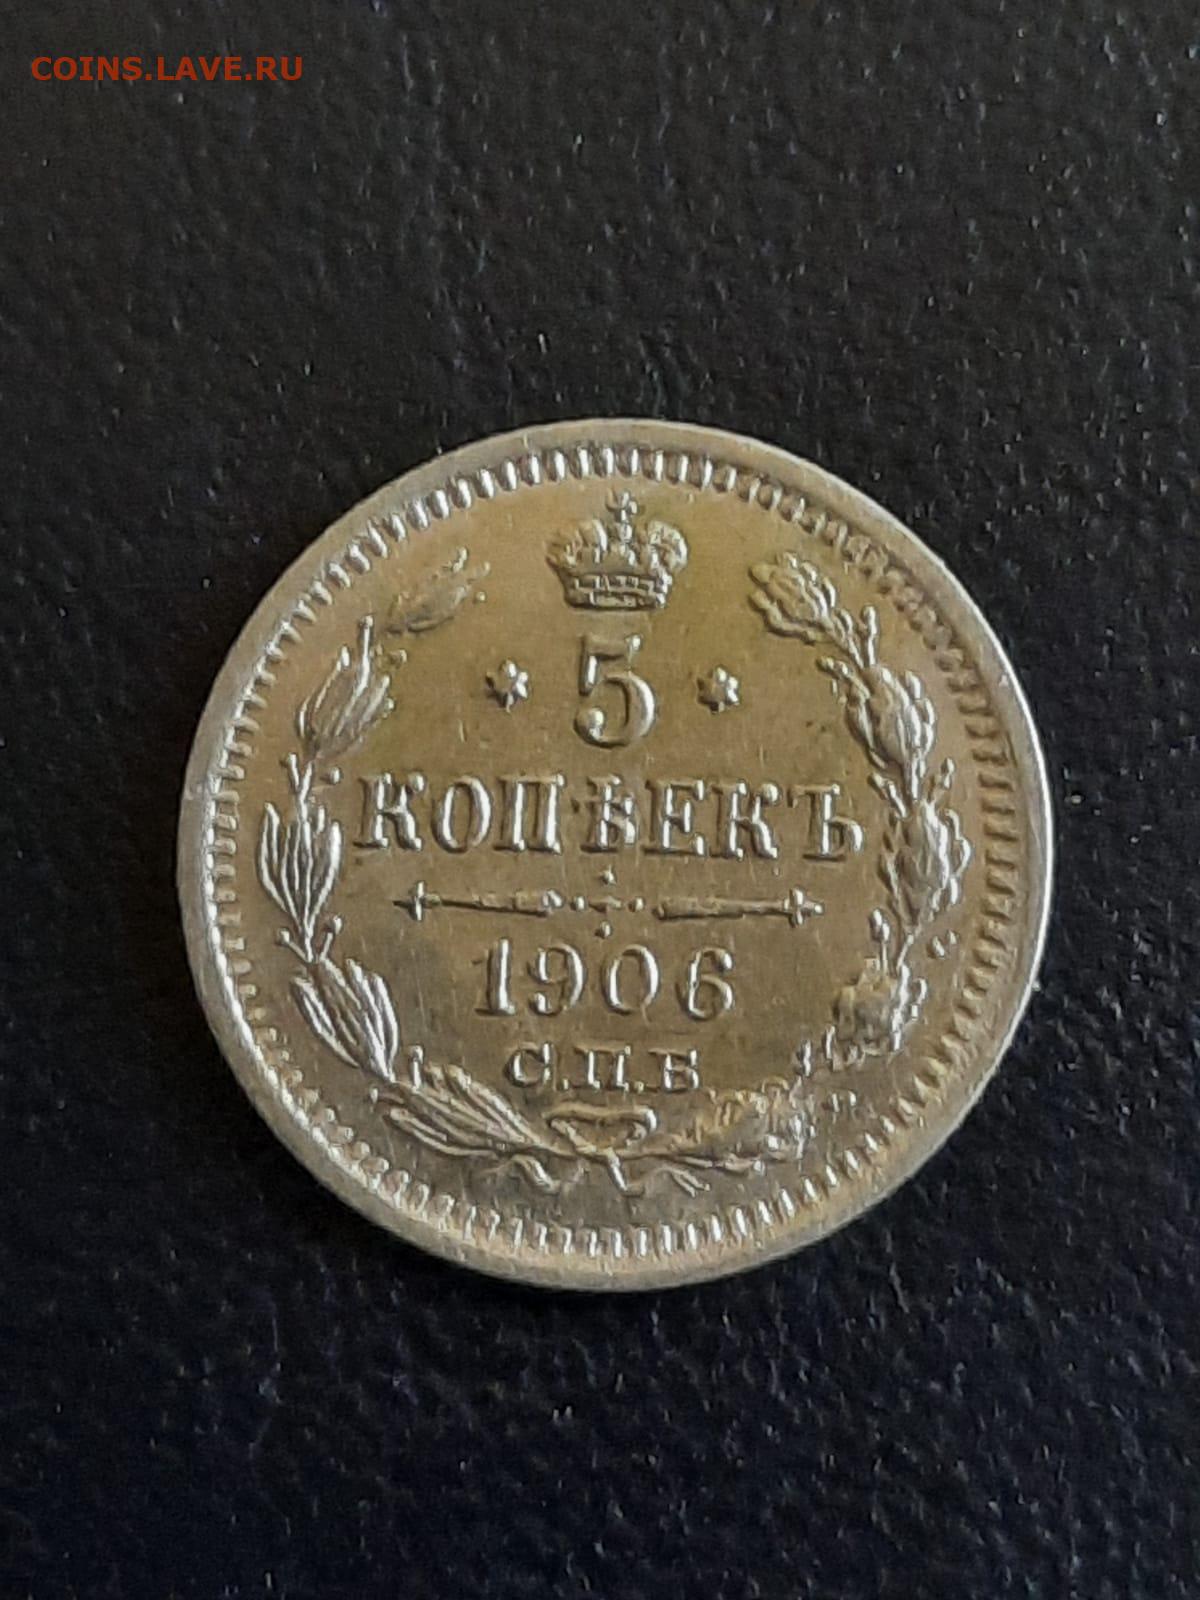 COINS.LAVE.RU
5
КОПѢЕКЪ
1906
С.П.Б.